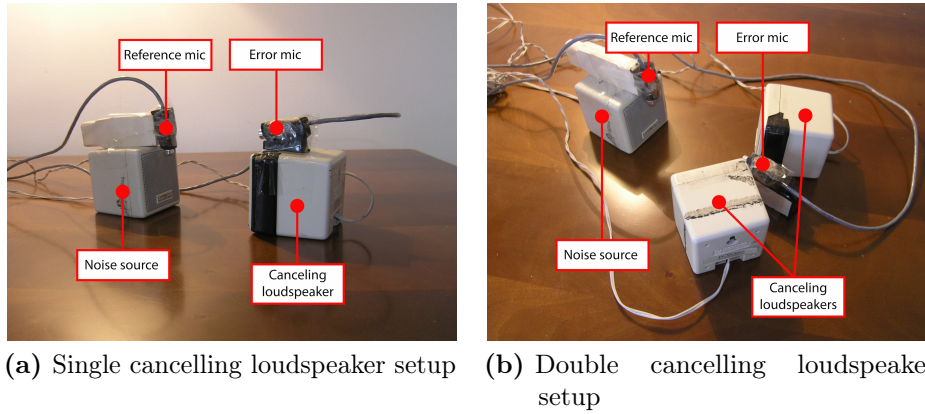 Reference mic
Error mic
Noise source
Canceling
loudspeaker
(a) Single cancelling loudspeaker setup
Reference mic
Error mic
Noise source
Canceling
loudspeakers
(b) Double cancelling loudspeake
setup